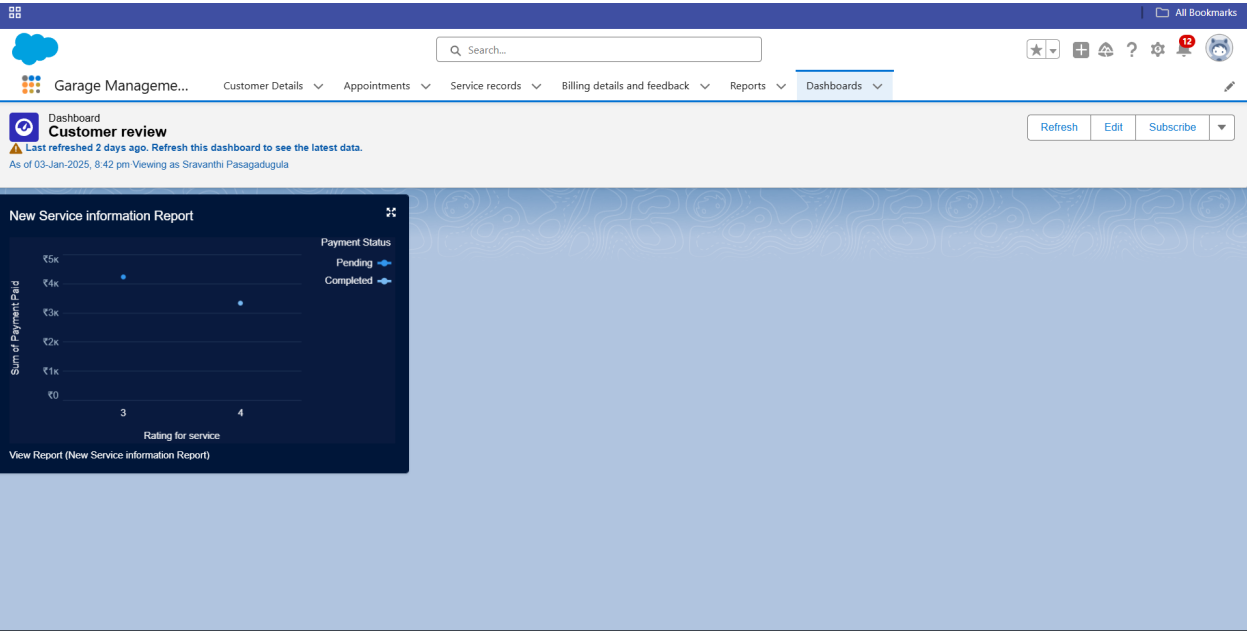 All Bookmarks
Search...
12
Garage Manageme...
Customer Details
Appointments
Service records
Billing details and feedback
Reports
Dashboards
Dashboard
Customer review
Last refreshed 2 days ago. Refresh this dashboard to see the latest data.
As of 03-Jan-2025, 8:42 pm·Viewing as Sravanthi Pasagadugula
Refresh
Edit
Subscribe
New Service information Report
Payment Status
Pending
Completed
Sum of Payment Paid
₹5K
₹4K
₹3K
₹2K
₹1K
₹0
3
4
Rating for service
View Report (New Service information Report)